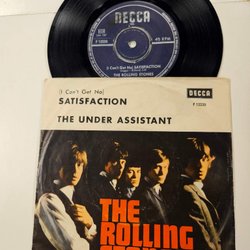 DECCA
45 RPM
(I Can't Get No) SATISFACTION
THE ROLLING STONES
(I Can't Get No)
SATISFACTION
DECCA
THE UNDER ASSISTANT
THE
ROLLING